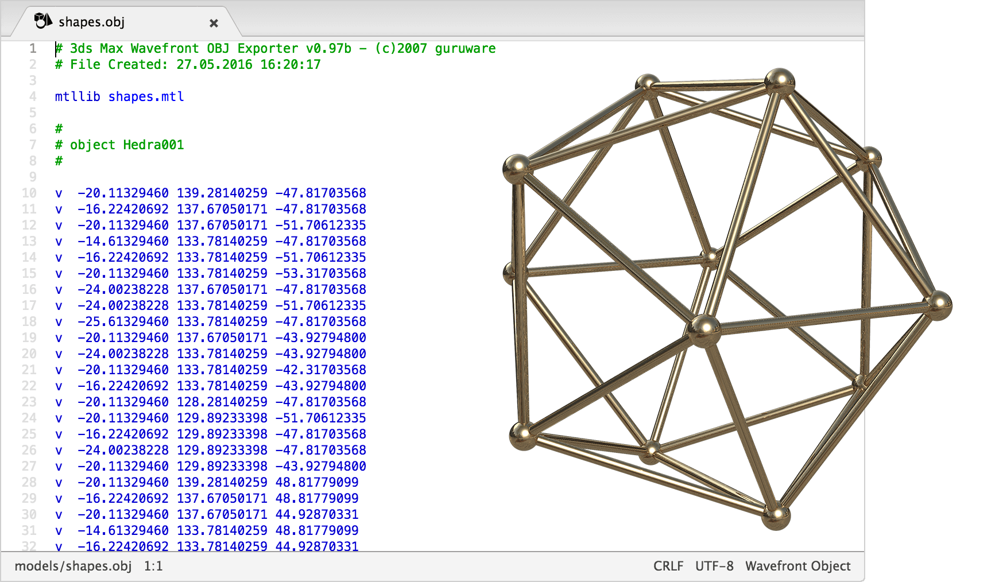 shapes.obj
1 # 3ds Max Wavefront OBJ Exporter v0.97b - (c)2007 guruware
2 # File Created: 27.05.2016 16:20:17
3
4 mtllib shapes.mtl
5
6 #
7 # object Hedra001
8 #
9
10 v  -20.11329460 139.28140259 -47.81703568
11 v  -16.22420692 137.67050171 -47.81703568
12 v  -20.11329460 137.67050171 -51.70612335
13 v  -14.61329460 133.78140259 -47.81703568
14 v  -16.22420692 133.78140259 -51.70612335
15 v  -20.11329460 133.78140259 -53.31703568
16 v  -24.00238228 137.67050171 -47.81703568
17 v  -24.00238228 133.78140259 -51.70612335
18 v  -25.61329460 133.78140259 -47.81703568
19 v  -20.11329460 137.67050171 -43.92794800
20 v  -24.00238228 133.78140259 -43.92794800
21 v  -20.11329460 133.78140259 -42.31703568
22 v  -16.22420692 133.78140259 -43.92794800
23 v  -20.11329460 128.28140259 -47.81703568
24 v  -20.11329460 129.89233398 -51.70612335
25 v  -16.22420692 129.89233398 -47.81703568
26 v  -24.00238228 129.89233398 -47.81703568
27 v  -20.11329460 129.89233398 -43.92794800
28 v  -20.11329460 139.28140259 48.81779099
29 v  -16.22420692 137.67050171 48.81779099
30 v  -20.11329460 137.67050171 44.92870331
31 v  -14.61329460 133.78140259 48.81779099
32 v  -16.22420692 133.78140259 44.92870331
models/shapes.obj 1:1 CRLF UTF-8 Wavefront Object